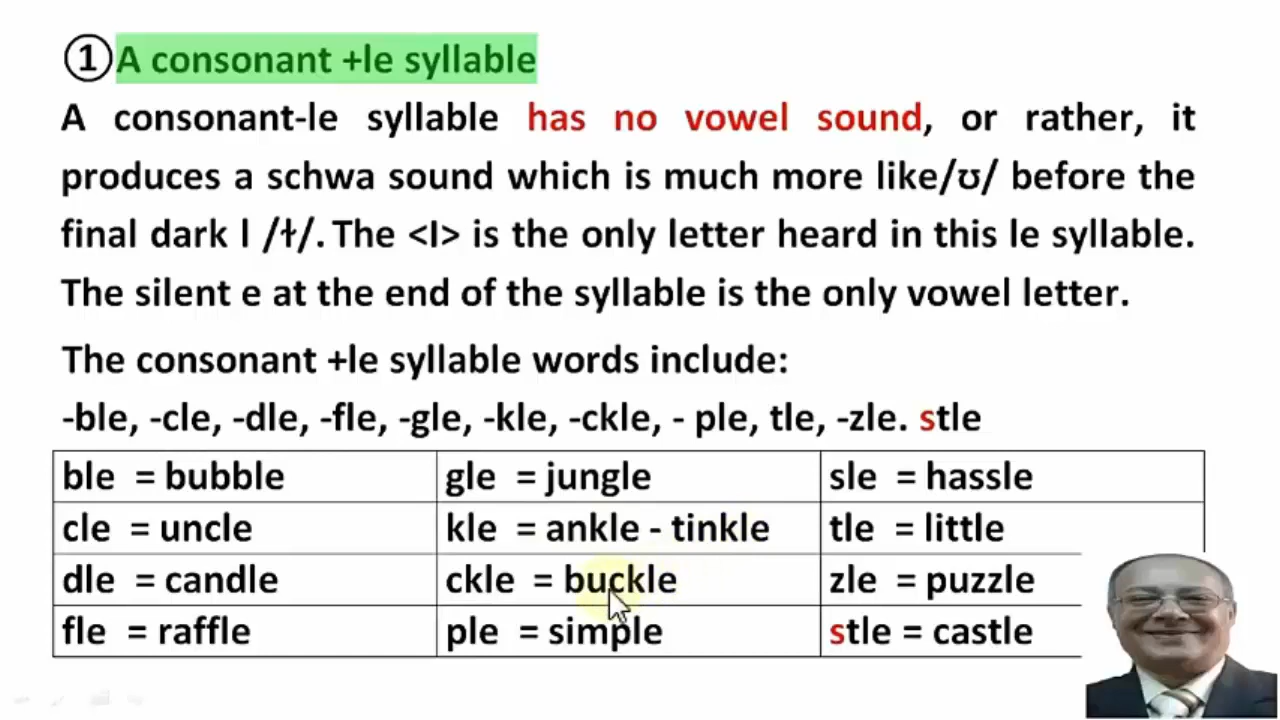 ① A consonant +le syllable
A consonant-le syllable has no vowel sound, or rather, it
produces a schwa sound which is much more like/ʊ/ before the
final dark l /ɫ/. The <l> is the only letter heard in this le syllable.
The silent e at the end of the syllable is the only vowel letter.
The consonant +le syllable words include:
-ble, -cle, -dle, -fle, -gle, -kle, -ckle, - ple, tle, -zle. stle
ble = bubble gle = jungle sle = hassle
cle = uncle kle = ankle - tinkle tle = little
dle = candle ckle = buckle zle = puzzle
fle = raffle ple = simple stle = castle